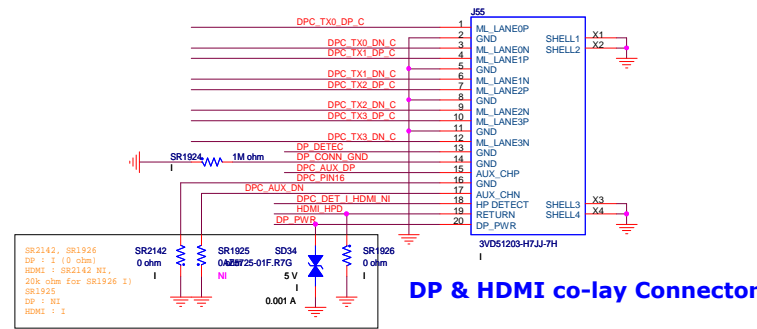 J55
DPC_TX0_DP_C 1 ML_LANE0P
2 GND SHELL1 X1
DPC_TX0_DN_C 3 ML_LANE0N SHELL2 X2
DPC_TX1_DP_C 4 ML_LANE1P
5 GND
DPC_TX1_DN_C 6 ML_LANE1N
DPC_TX2_DP_C 7 ML_LANE2P
8 GND
DPC_TX2_DN_C 9 ML_LANE2N
DPC_TX3_DP_C 10 ML_LANE3P
11 GND
DPC_TX3_DN_C 12 ML_LANE3N
DP_DETEC 13 GND
SR1924 1M ohm DP_CONN_GND 14 GND
I
DPC_AUX_DP 15 AUX_CHP
DPC_PIN16 16 GND
DPC_AUX_DN 17 AUX_CHN
DPC_DET_I_HDMI_NI 18 HP DETECT SHELL3 X3
HDMI_HPD 19 RETURN SHELL4 X4
DP_PWR 20 DP_PWR
3VD51203-H7JJ-7H
I
SR2142, SR1926
DP : I (0 ohm)
HDMI : SR2142 NI,
20k ohm for SR1926 I)
SR1925
DP : NI
HDMI : I
SR2142
0 ohm
I
SR1925
NI
SD34
5725-01F.R7G
5 V
I
0.001 A
SR1926
0 ohm
I
DP & HDMI co-lay Connector